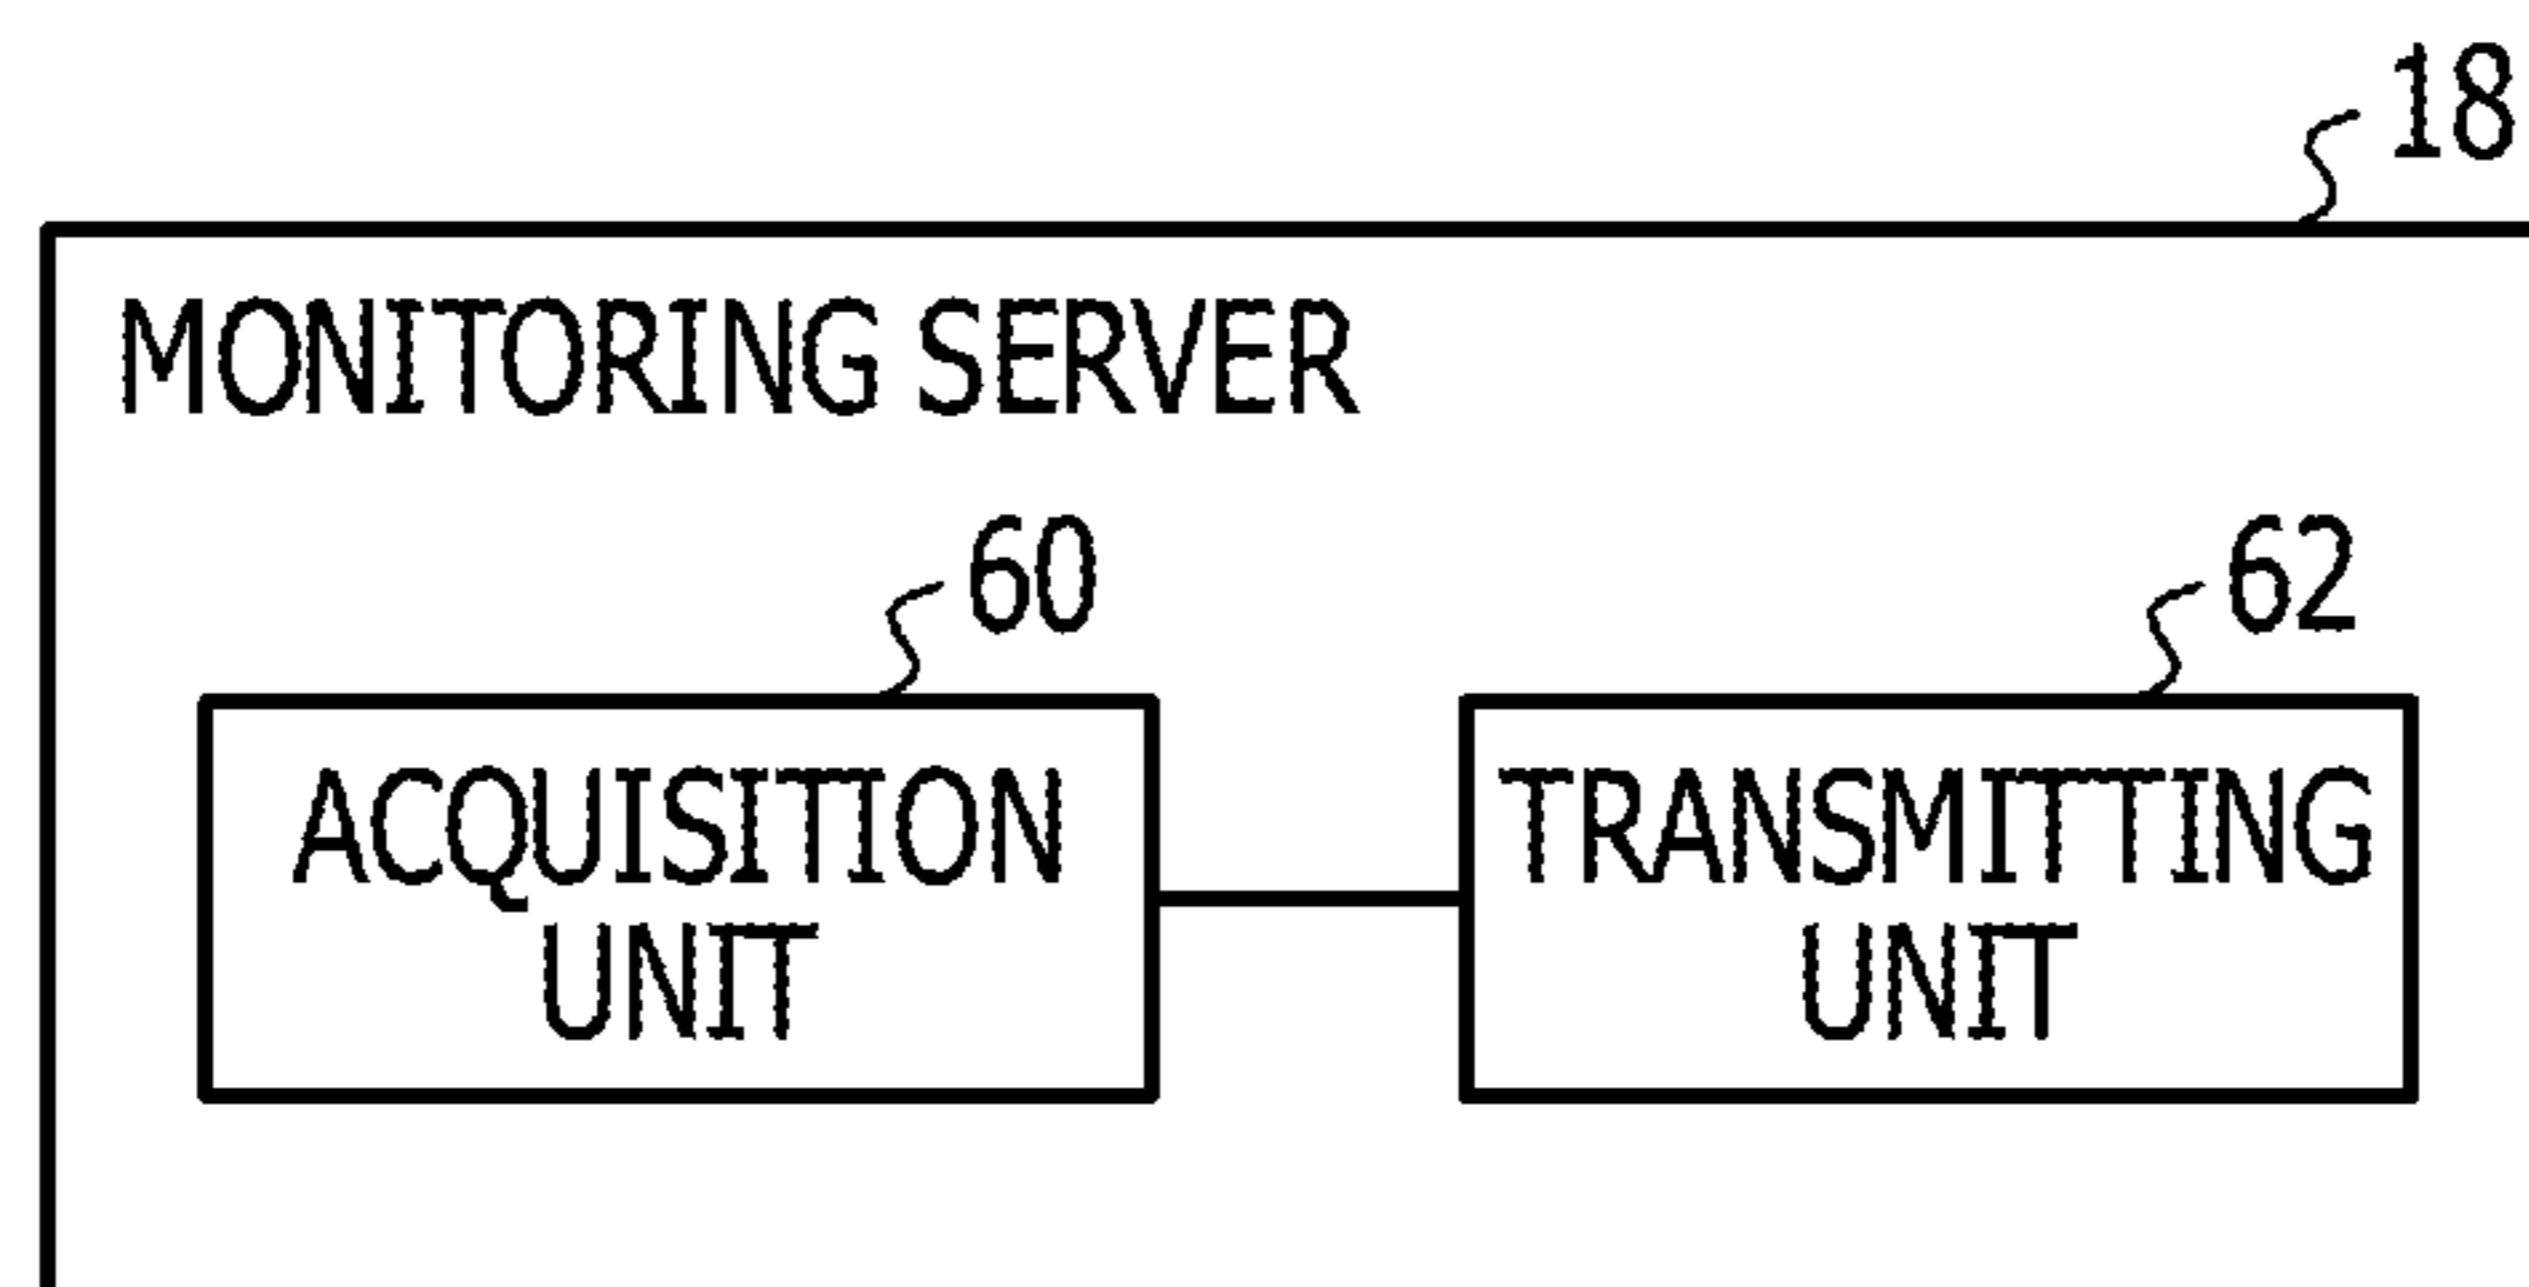 18
MONITORING SERVER
60
62
ACQUISITION
UNIT
TRANSMITTING
UNIT